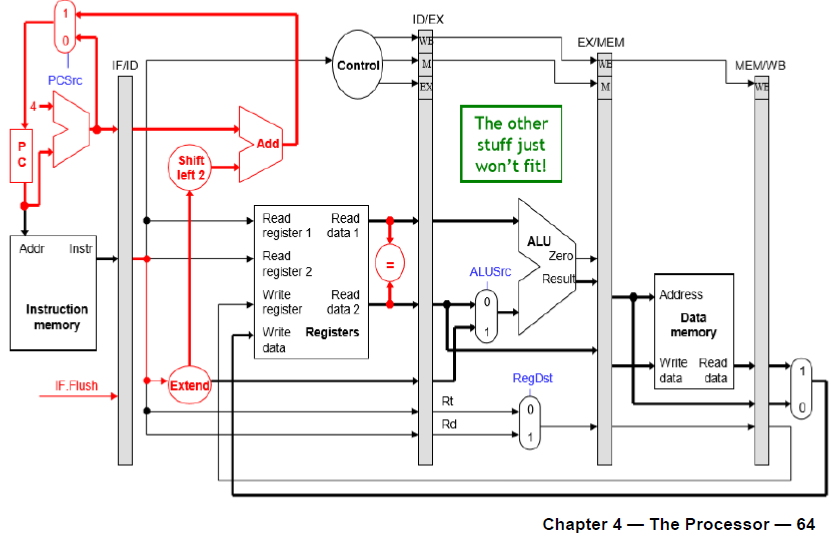 1
0
PCSrc
4
P
C
IF/ID
Add
Shift
left 2
Addr Instr
Instruction
memory
IF.Flush
Extend
Control
ID/EX
WB
M
EX
EX/MEM
WB
M
MEM/WB
WB
The other
stuff just
won't fit!
Read
register 1
Read
data 1
Read
register 2
Write
register
Read
data 2
Write
data
Registers
=
ALUSrc
0
1
ALU
Zero
Result
RegDst
0
1
Rt
Rd
Address
Data
memory
Write
data
Read
data
1
0
Chapter 4 — The Processor — 64